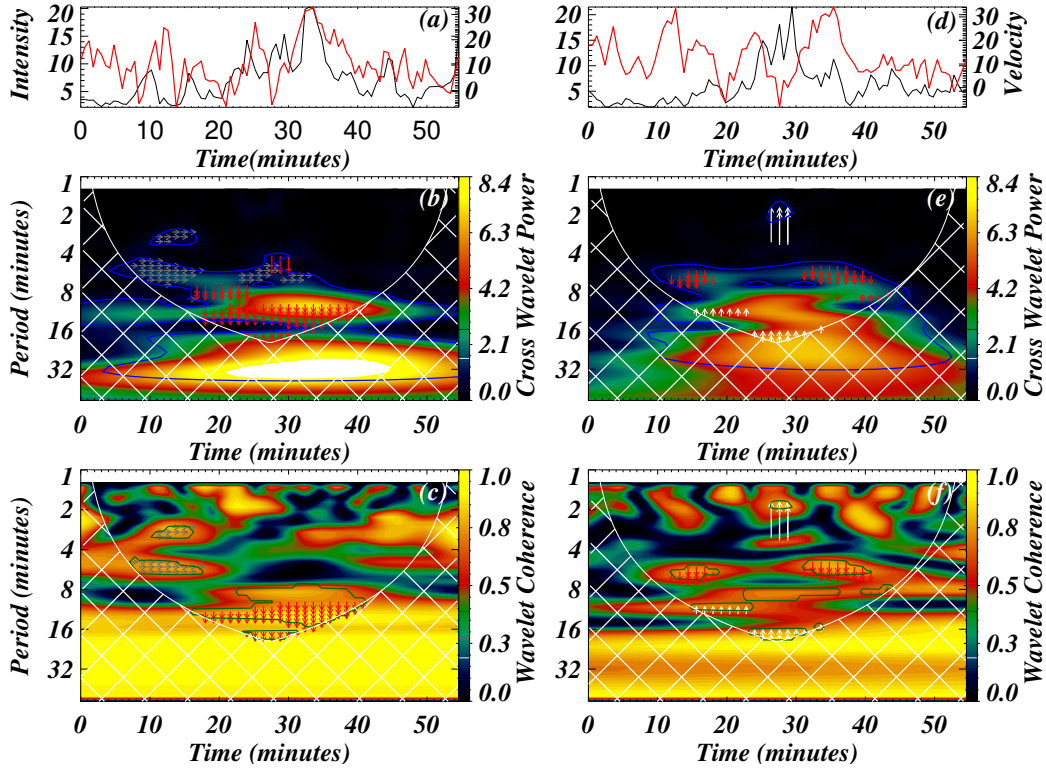 (a)
Intensity
20
15
10
5
30
20
10
0
0 10 20 30 40 50
Time(minutes)
(d)
20
15
10
5
30
20
10
0
Velocity
0 10 20 30 40 50
Time(minutes)
(b)
Period (minutes)
1
2
4
8
16
32
8.4
6.3
4.2
2.1
0.0
Cross Wavelet Power
0 10 20 30 40 50
Time (minutes)
(e)
1
2
4
8
16
32
8.4
6.3
4.2
2.1
0.0
Cross Wavelet Power
0 10 20 30 40 50
Time (minutes)
(c)
Period (minutes)
1
2
4
8
16
32
1.0
0.8
0.5
0.3
0.0
Wavelet Coherence
0 10 20 30 40 50
Time (minutes)
(f)
1
2
4
8
16
32
1.0
0.8
0.5
0.3
0.0
Wavelet Coherence
0 10 20 30 40 50
Time (minutes)